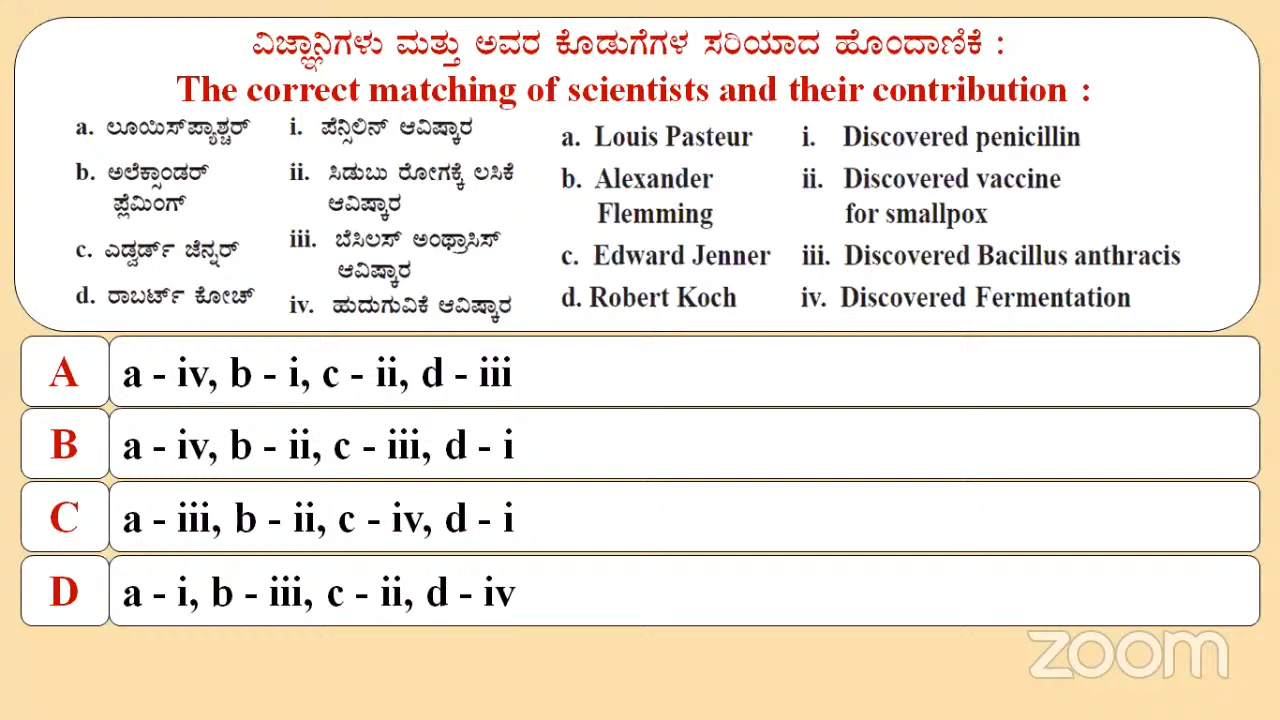 ವಿಜ್ಞಾನಿಗಳು ಮತ್ತು ಅವರ ಕೊಡುಗೆಗಳ ಸರಿಯಾದ ಹೊಂದಾಣಿಕೆ :
The correct matching of scientists and their contribution :
a. ಲೂಯಿಸ್‌ಪ್ಯಾಶ್ಚರ್ i. ಪೆನ್ಸಿಲಿನ್ ಆವಿಷ್ಕಾರ
b. ಅಲೆಕ್ಸಾಂಡರ್ ii. ಸಿಡುಬು ರೋಗಕ್ಕೆ ಲಸಿಕೆ
ಪ್ಲೆಮಿಂಗ್ ಆವಿಷ್ಕಾರ
c. ಎಡ್ವರ್ಡ್ ಜೆನ್ನರ್ iii. ಬೆಸಿಲಸ್ ಅಂಥ್ರಾಸಿಸ್
ಆವಿಷ್ಕಾರ
d. ರಾಬರ್ಟ್ ಕೋಚ್ iv. ಹುದುಗುವಿಕೆ ಆವಿಷ್ಕಾರ
a. Louis Pasteur i. Discovered penicillin
b. Alexander ii. Discovered vaccine
Flemming for smallpox
c. Edward Jenner iii. Discovered Bacillus anthracis
d. Robert Koch iv. Discovered Fermentation
A a - iv, b - i, c - ii, d - iii
B a - iv, b - ii, c - iii, d - i
C a - iii, b - ii, c - iv, d - i
D a - i, b - iii, c - ii, d - iv
zoom